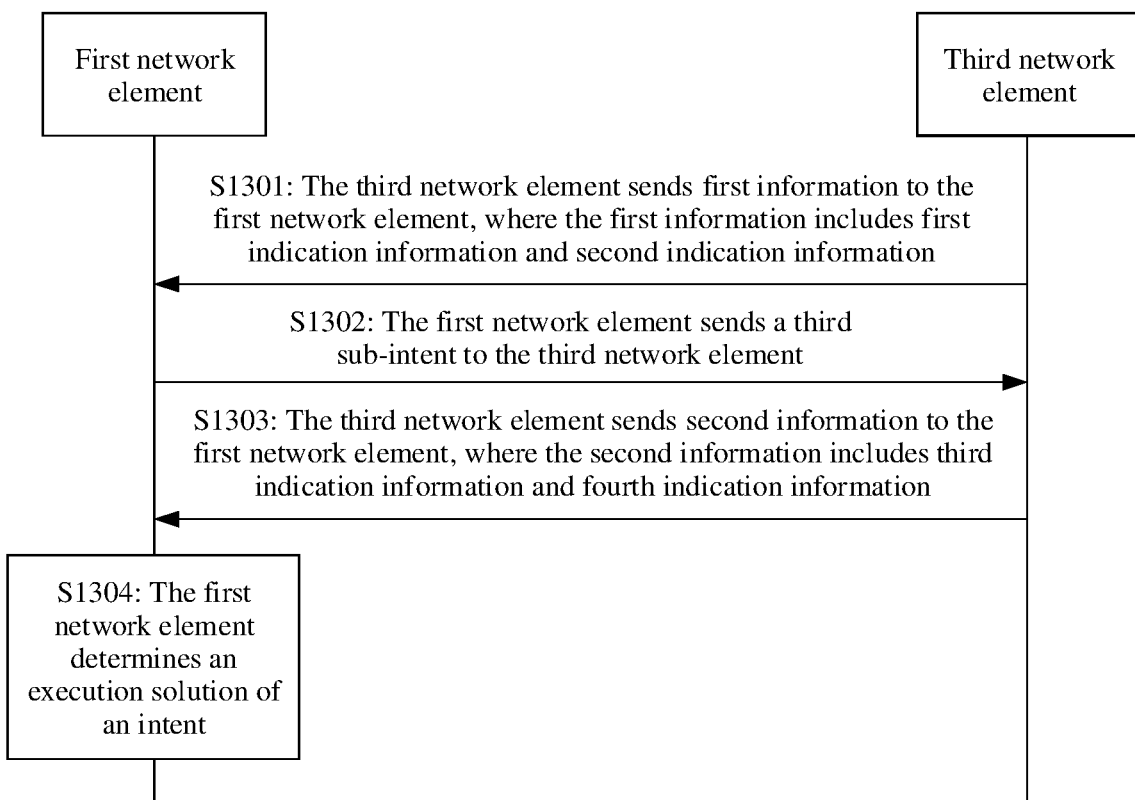 First network
element
Third network
element
S1301: The third network element sends first information to the
first network element, where the first information includes first
indication information and second indication information
S1302: The first network element sends a third
sub-intent to the third network element
S1303: The third network element sends second information to the
first network element, where the second information includes third
indication information and fourth indication information
S1304: The first
network element
determines an
execution solution of
an intent